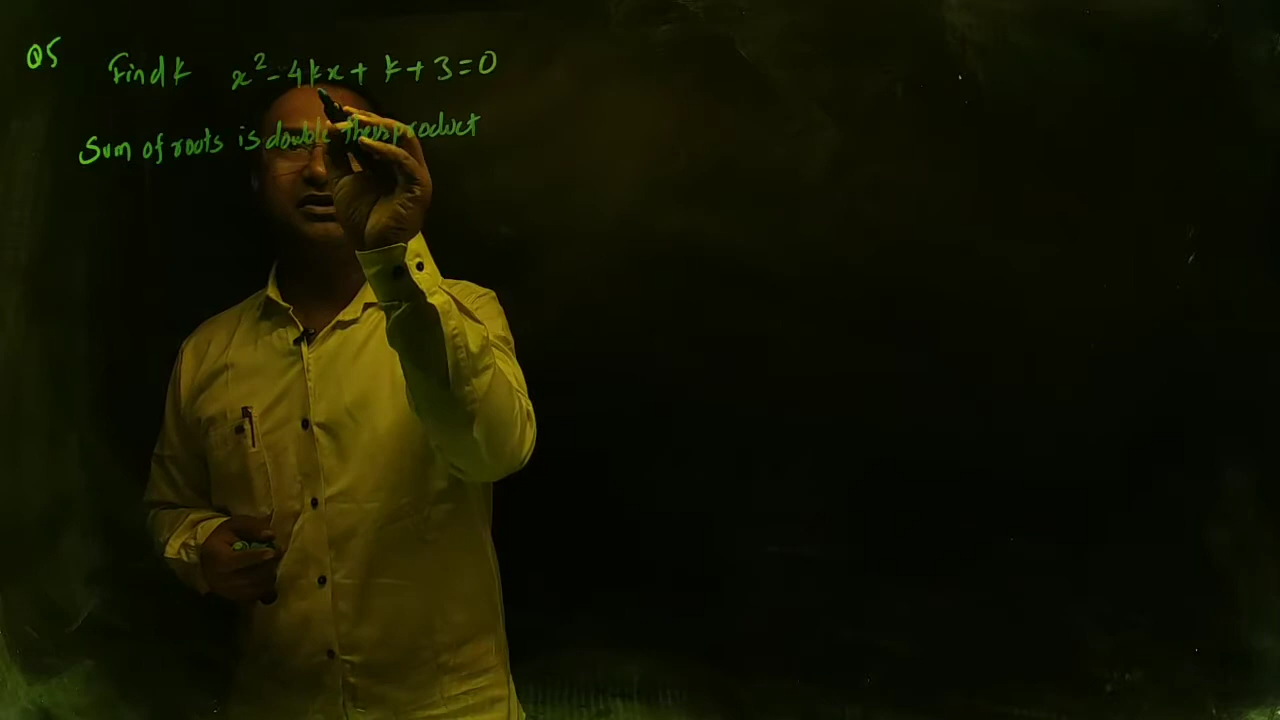 Q5 Find k x² - 4kx + k + 3 = 0
Sum of roots is double their product